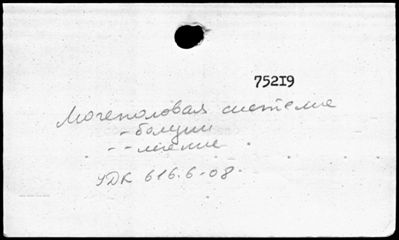 75219
Мочеполовая система
- болезни
- - лечение
УДК 616.6-08.